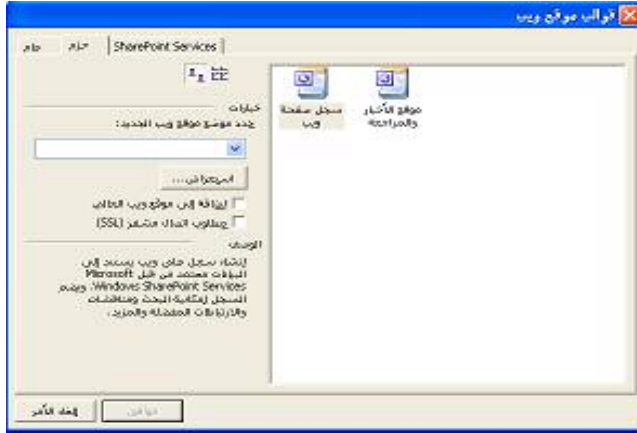 قوالب موقع ويب
عام
حزم
SharePoint Services
موقع الأخبار
والمراجعة
سجل صفحة
ويب
خيارات
حدد موضع موقع ويب الجديد:
استعراض...
إضافة إلى موقع ويب الحالي
مطلوب اتصال مشفر (SSL)
الوصف
إنشاء سجل على ويب يستند إلى
البيانات معتمد من قبل Microsoft
Windows SharePoint Services. ويضم
السجل إمكانية البحث ومناقشات
والارتباطات المفضلة والمزيد.
موافق
إلغاء الأمر